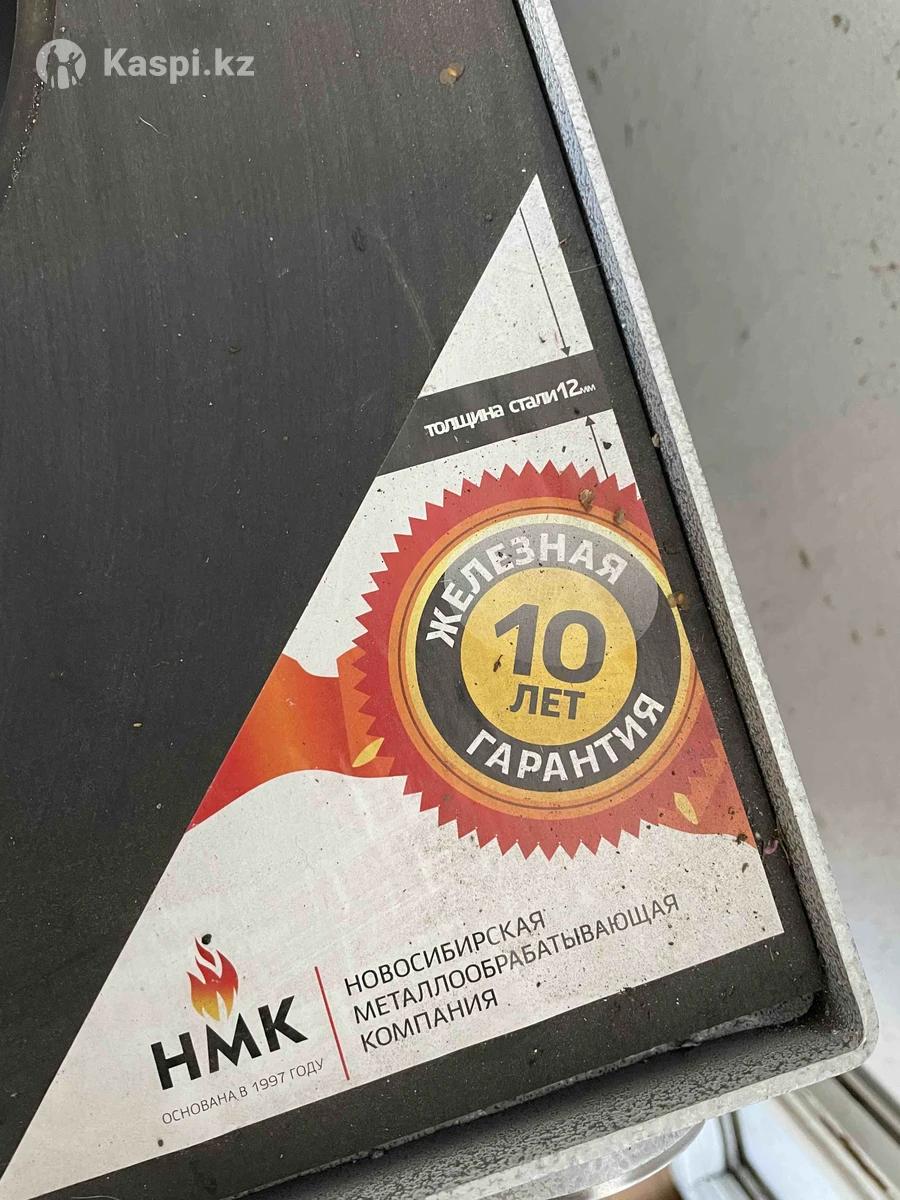 Kaspi.kz
толщина стали 12мм
ЖЕЛЕЗНАЯ
10
ЛЕТ
ГАРАНТИЯ
НМК
ОСНОВАНА В 1997 ГОДУ
НОВОСИБИРСКАЯ
МЕТАЛЛООБРАБАТЫВАЮЩАЯ
КОМПАНИЯ